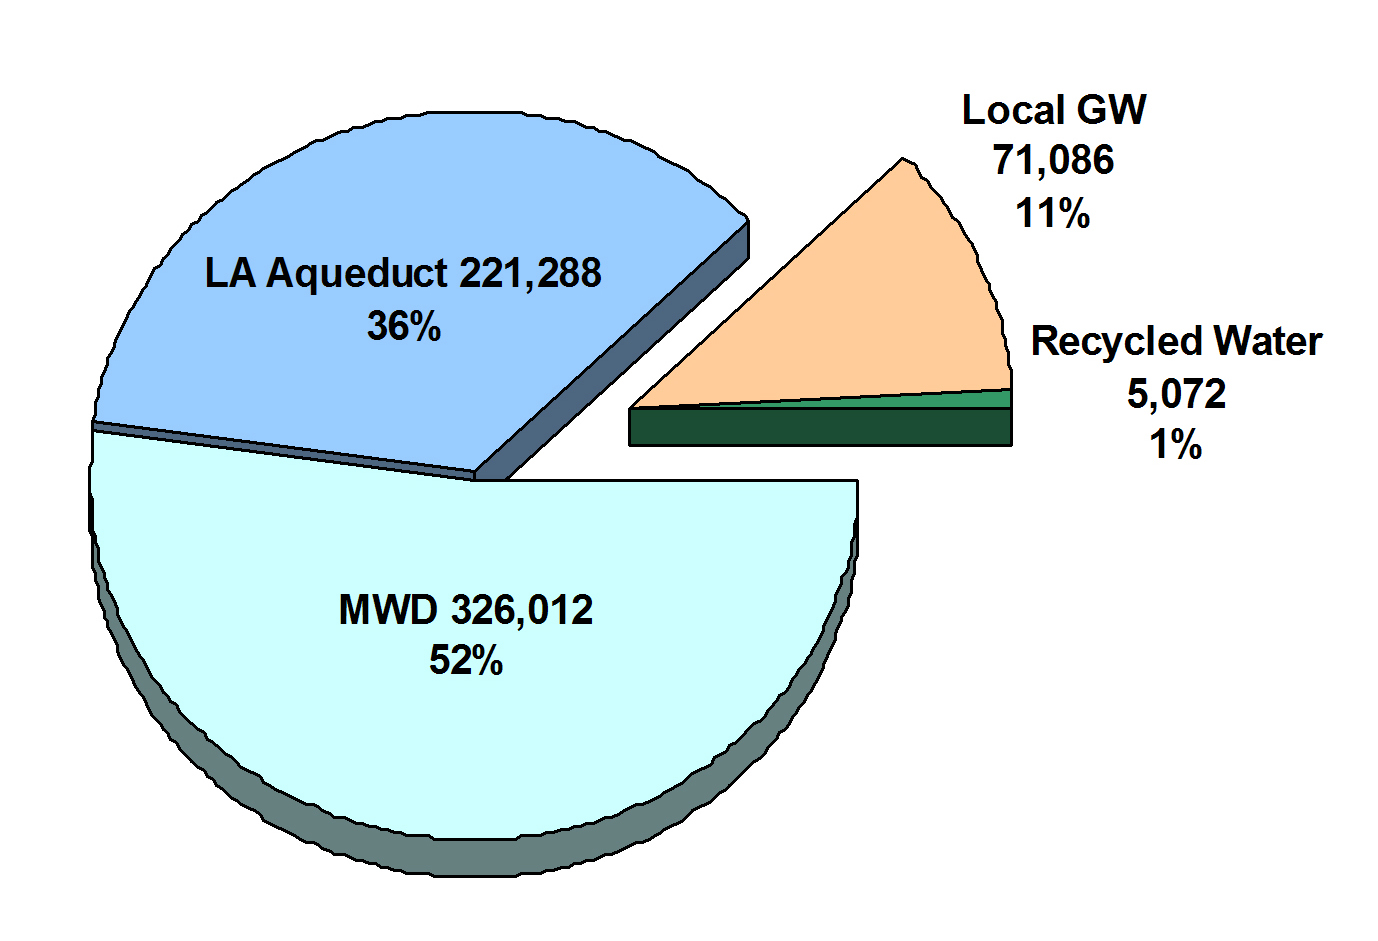 Local GW
71,086
11%
LA Aqueduct 221,288
36%
Recycled Water
5,072
1%
MWD 326,012
52%